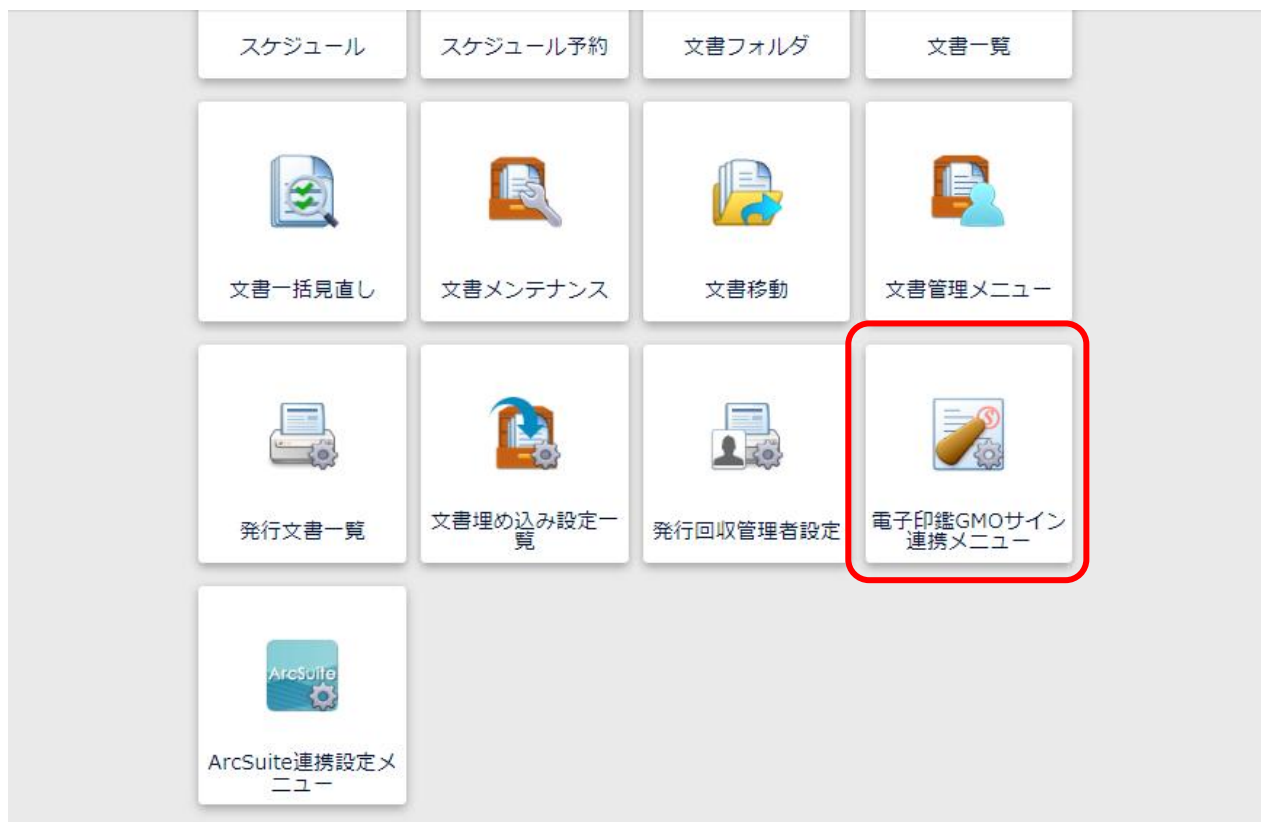 スケジュール
スケジュール予約
文書フォルダ
文書一覧
文書一括見直し
文書メンテナンス
文書移動
文書管理メニュー
発行文書一覧
文書埋め込み設定一
覧
発行回収管理者設定
電子印鑑GMOサイン
連携メニュー
ArcSuite
ArcSuite連携設定メ
ニュー